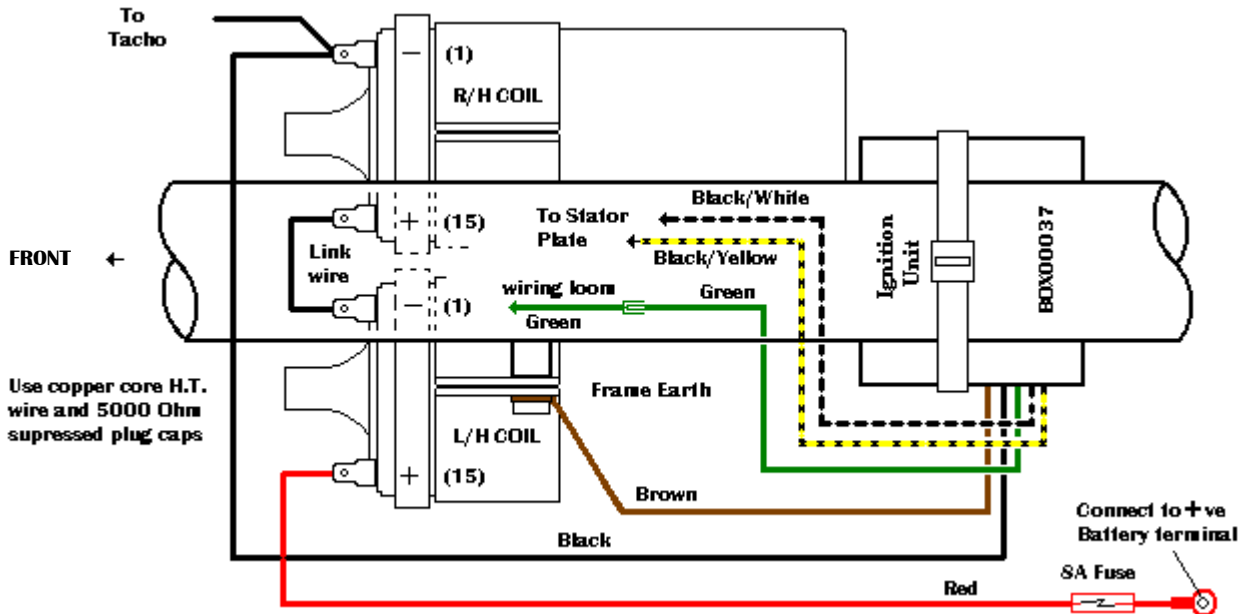 To
Tacho
(1)
R/H COIL
Black/White
(15)
To Stator
Plate
Black/Yellow
FRONT
Link
wire
wiring loom
Green
(1)
Green
Ignition
Unit
BOX00037
Use copper core H.T.
wire and 5000 Ohm
supressed plug caps
Frame Earth
L/H COIL
(15)
Brown
Black
Connect to +ve
Battery terminal
8A Fuse
Red